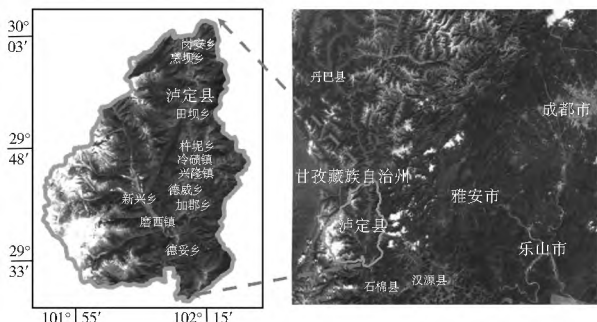 30°
03′
岚安乡
烹坝乡
泸定县
田坝乡
29°
48′
杵坭乡
冷碛镇
兴隆镇
德威乡
新兴乡
加郡乡
磨西镇
德妥乡
29°
33′
101°55′
102°15′
丹巴县
成都市
甘孜藏族自治州
雅安市
泸定县
乐山市
汉源县
石棉县